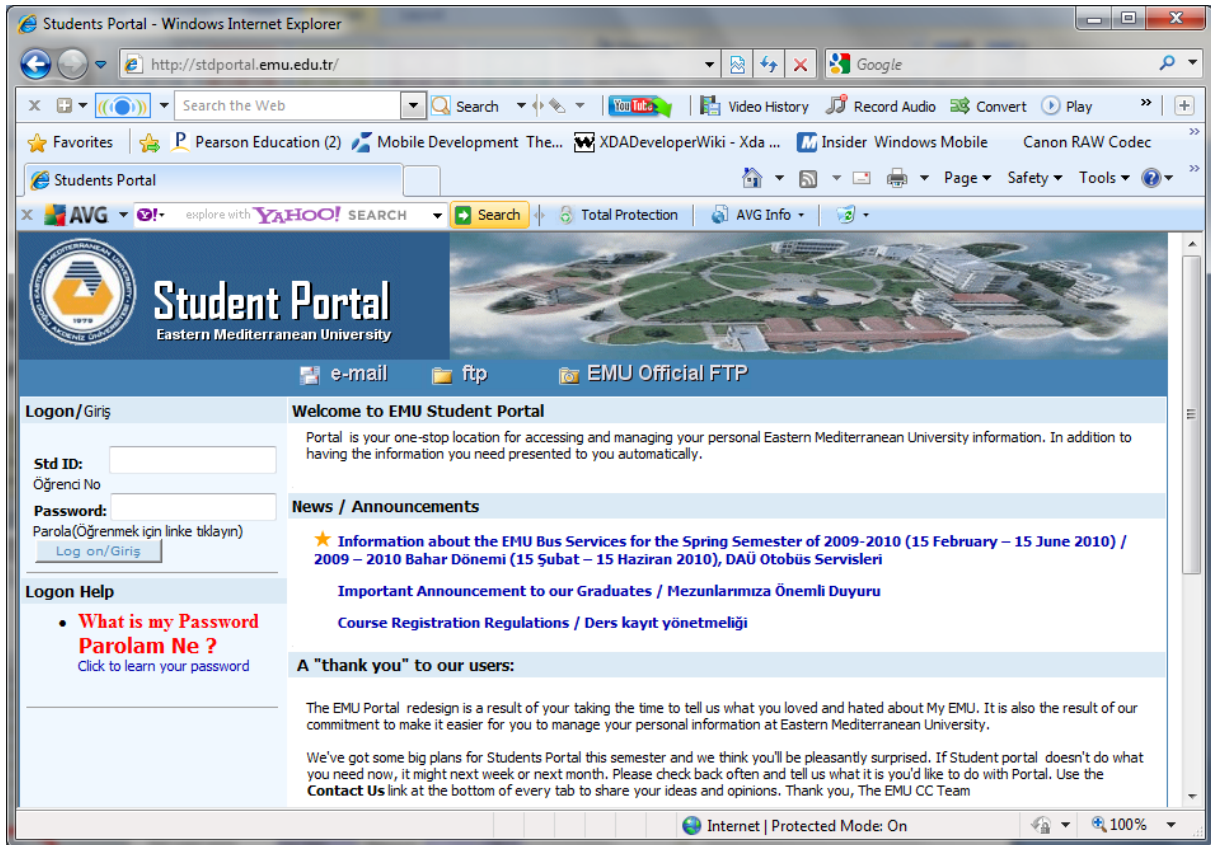 Students Portal - Windows Internet Explorer
http://stdportal.emu.edu.tr/
Google
Search the Web
Search
You Tube
Video History
Record Audio
Convert
Play
»
Favorites
Pearson Education (2)
Mobile Development The...
XDADeveloperWiki - Xda ...
Insider Windows Mobile
Canon RAW Codec
»
Students Portal
Page
Safety
Tools
»
AVG
explore with YAHOO! SEARCH
Search
Total Protection
AVG Info
EASTERN MEDITERRANEAN UNIVERSITY
DOĞU AKDENİZ ÜNİVERSİTESİ
1979
Student Portal
Eastern Mediterranean University
e-mail
ftp
EMU Official FTP
Logon/Giriş
Std ID:
Öğrenci No
Password:
Parola(Öğrenmek için linke tıklayın)
Log on/Giriş
Logon Help
• What is my Password
Parolam Ne ?
Click to learn your password
Welcome to EMU Student Portal
Portal is your one-stop location for accessing and managing your personal Eastern Mediterranean University information. In addition to
having the information you need presented to you automatically.
News / Announcements
Information about the EMU Bus Services for the Spring Semester of 2009-2010 (15 February – 15 June 2010) /
2009 – 2010 Bahar Dönemi (15 Şubat – 15 Haziran 2010), DAÜ Otobüs Servisleri
Important Announcement to our Graduates / Mezunlarımıza Önemli Duyuru
Course Registration Regulations / Ders kayıt yönetmeliği
A "thank you" to our users:
The EMU Portal redesign is a result of your taking the time to tell us what you loved and hated about My EMU. It is also the result of our
commitment to make it easier for you to manage your personal information at Eastern Mediterranean University.
We've got some big plans for Students Portal this semester and we think you'll be pleasantly surprised. If Student portal doesn't do what
you need now, it might next week or next month. Please check back often and tell us what it is you'd like to do with Portal. Use the
Contact Us link at the bottom of every tab to share your ideas and opinions. Thank you, The EMU CC Team
Internet | Protected Mode: On
100%